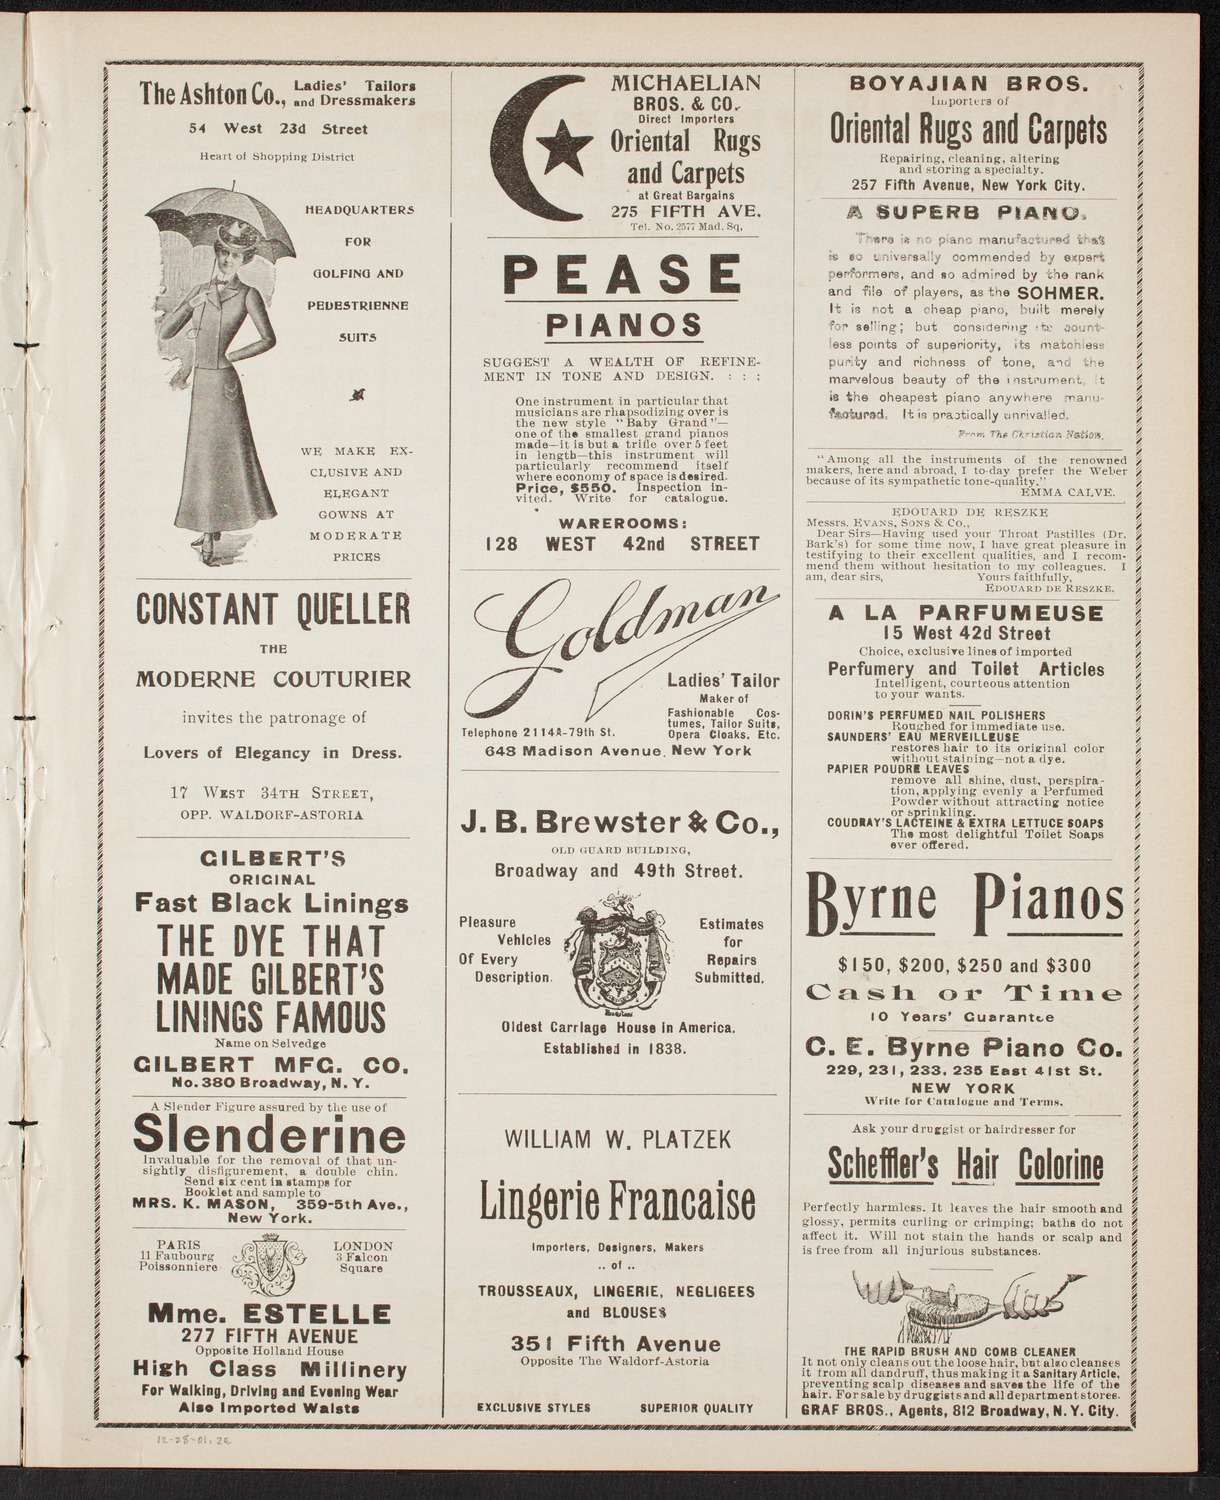 The Ashton Co., Ladies' Tailors and Dressmakers
54 West 23d Street
Heart of Shopping District
HEADQUARTERS
FOR
GOLFING AND
PEDESTRIENNE
SUITS
WE MAKE EX-
CLUSIVE AND
ELEGANT
GOWNS AT
MODERATE
PRICES
CONSTANT QUELLER
THE
MODERNE COUTURIER
invites the patronage of
Lovers of Elegancy in Dress.
17 WEST 34TH STREET,
OPP. WALDORF-ASTORIA
GILBERT'S
ORIGINAL
Fast Black Linings
THE DYE THAT
MADE GILBERT'S
LININGS FAMOUS
Name on Selvedge
GILBERT MFG. CO.
No. 380 Broadway, N. Y.
A Slender Figure assured by the use of
Slenderine
Invaluable for the removal of that un-
sightly disfigurement, a double chin.
Send six cent in stamps for
Booklet and sample to
MRS. K. MASON, 359-5th Ave.,
New York.
PARIS
11 Faubourg
Poissonniere
LONDON
3 Falcon
Square
Mme. ESTELLE
277 FIFTH AVENUE
Opposite Holland House
High Class Millinery
For Walking, Driving and Evening Wear
Also Imported Waists
MICHAELIAN
BROS. & CO.
Direct Importers
Oriental Rugs
and Carpets
at Great Bargains
275 FIFTH AVE.
Tel. No. 2577 Mad. Sq.
PEASE
PIANOS
SUGGEST A WEALTH OF REFINE-
MENT IN TONE AND DESIGN. : : :
One instrument in particular that
musicians are rhapsodizing over is
the new style "Baby Grand"—
one of the smallest grand pianos
made—it is but a trifle over 5 feet
in length—this instrument will
particularly recommend itself
where economy of space is desired.
Price, $550. Inspection in-
vited. Write for catalogue.
WAREROOMS:
128 WEST 42nd STREET
Goldman
Ladies' Tailor
Maker of
Fashionable Cos-
tumes, Tailor Suits,
Opera Cloaks, Etc.
Telephone 2114A-79th St.
648 Madison Avenue, New York
J. B. Brewster & Co.,
OLD GUARD BUILDING,
Broadway and 49th Street.
Pleasure
Vehicles
Of Every
Description.
Estimates
for
Repairs
Submitted.
Oldest Carriage House in America.
Established in 1838.
WILLIAM W. PLATZEK
Lingerie Francaise
Importers, Designers, Makers
.. of ..
TROUSSEAUX, LINGERIE, NEGLIGEES
and BLOUSES
351 Fifth Avenue
Opposite The Waldorf-Astoria
EXCLUSIVE STYLES SUPERIOR QUALITY
BOYAJIAN BROS.
Importers of
Oriental Rugs and Carpets
Repairing, cleaning, altering
and storing a specialty.
257 Fifth Avenue, New York City.
A SUPERB PIANO.
There is no piano manufactured that
is so universally commended by expert
performers, and so admired by the rank
and file of players, as the SOHMER.
It is not a cheap piano, built merely
for selling; but considering its count-
less points of superiority, its matchless
purity and richness of tone, and the
marvelous beauty of the instrument, it
is the cheapest piano anywhere manu-
factured. It is practically unrivalled.
From The Christian Nation.
"Among all the instruments of the renowned
makers, here and abroad, I to-day prefer the Weber
because of its sympathetic tone-quality."
EMMA CALVE.
EDOUARD DE RESZKE
Messrs. EVANS, SONS & Co.,
Dear Sirs—Having used your Throat Pastilles (Dr.
Bark's) for some time now, I have great pleasure in
testifying to their excellent qualities, and I recom-
mend them without hesitation to my colleagues. I
am, dear sirs, Yours faithfully,
EDOUARD DE RESZKE.
A LA PARFUMEUSE
15 West 42d Street
Choice, exclusive lines of imported
Perfumery and Toilet Articles
Intelligent, courteous attention
to your wants.
DORIN'S PERFUMED NAIL POLISHERS
Roughed for immediate use.
SAUNDERS' EAU MERVEILLEUSE
restores hair to its original color
without staining—not a dye.
PAPIER POUDRE LEAVES
remove all shine, dust, perspira-
tion, applying evenly a Perfumed
Powder without attracting notice
or sprinkling.
COUDRAY'S LACTEINE & EXTRA LETTUCE SOAPS
The most delightful Toilet Soaps
ever offered.
Byrne Pianos
$150, $200, $250 and $300
Cash or Time
10 Years' Guarantee
C. E. Byrne Piano Co.
229, 231, 233, 235 East 41st St.
NEW YORK
Write for Catalogue and Terms.
Ask your druggist or hairdresser for
Scheffler's Hair Colorine
Perfectly harmless. It leaves the hair smooth and
glossy, permits curling or crimping; baths do not
affect it. Will not stain the hands or scalp and
is free from all injurious substances.
THE RAPID BRUSH AND COMB CLEANER
It not only cleans out the loose hair, but also cleanses
it from all dandruff, thus making it a Sanitary Article,
preventing scalp diseases and saves the life of the
hair. For sale by druggists and all department stores.
GRAF BROS., Agents, 812 Broadway, N. Y. City.
12-28-01, 2E